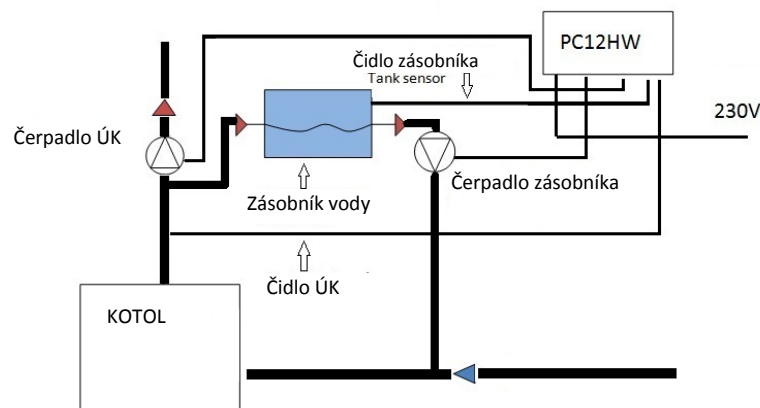 PC12HW
Čidlo zásobníka
Tank sensor
230V
Čerpadlo ÚK
Čerpadlo zásobníka
Zásobník vody
Čidlo ÚK
KOTOL